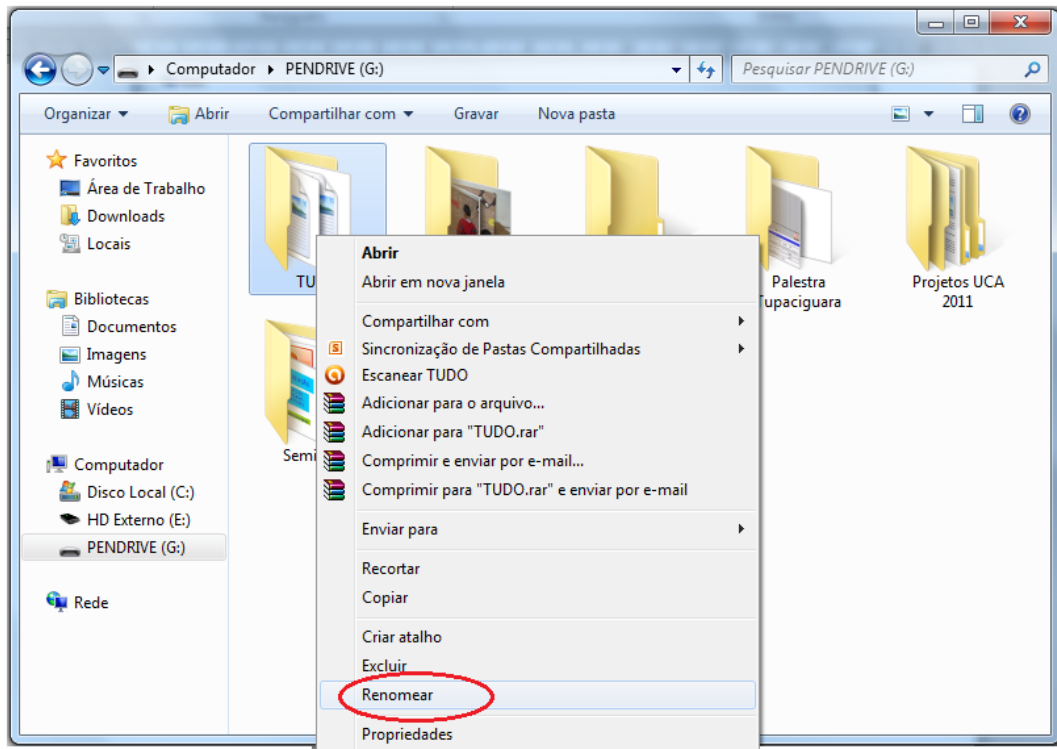 Computador ▸ PENDRIVE (G:)
Pesquisar PENDRIVE (G:)
Organizar
Abrir
Compartilhar com
Gravar
Nova pasta
Favoritos
Área de Trabalho
Downloads
Locais
Bibliotecas
Documentos
Imagens
Músicas
Vídeos
Computador
Disco Local (C:)
HD Externo (E:)
PENDRIVE (G:)
Rede
TU
Palestra
upaciguara
Projetos UCA
2011
Semi
Abrir
Abrir em nova janela
Compartilhar com
Sincronização de Pastas Compartilhadas
Escanear TUDO
Adicionar para o arquivo...
Adicionar para "TUDO.rar"
Comprimir e enviar por e-mail...
Comprimir para "TUDO.rar" e enviar por e-mail
Enviar para
Recortar
Copiar
Criar atalho
Excluir
Renomear
Propriedades